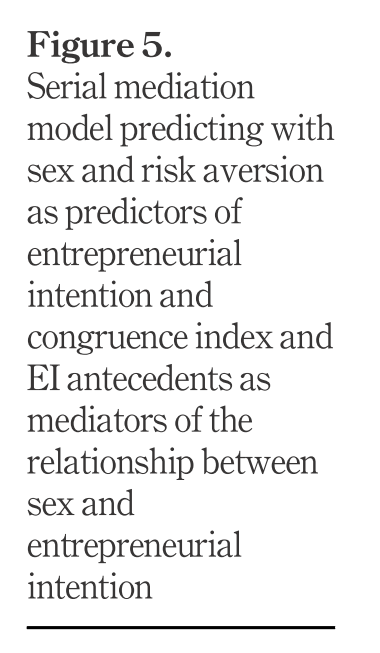 Figure 5.
Serial mediation
model predicting with
sex and risk aversion
as predictors of
entrepreneurial
intention and
congruence index and
EI antecedents as
mediators of the
relationship between
sex and
entrepreneurial
intention